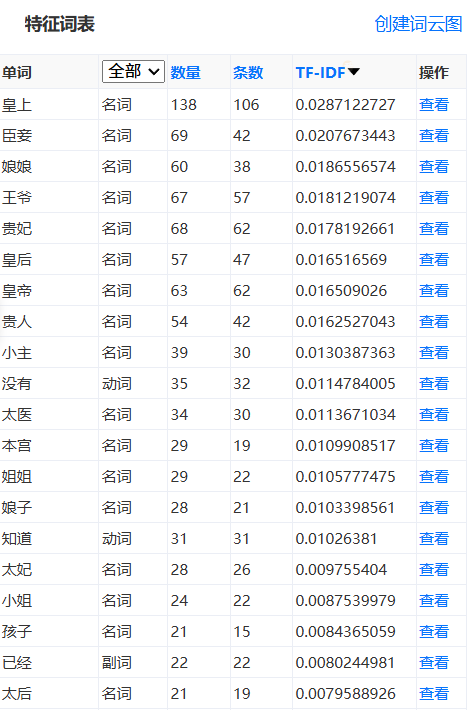 特征词表 创建词云图
单词 全部 数量 条数 TF-IDF 操作
皇上 名词 138 106 0.0287122727 查看
臣妾 名词 69 42 0.0207673443 查看
娘娘 名词 60 38 0.0186556574 查看
王爷 名词 67 57 0.0181219074 查看
贵妃 名词 68 62 0.0178192661 查看
皇后 名词 57 47 0.016516569 查看
皇帝 名词 63 62 0.016509026 查看
贵人 名词 54 42 0.0162527043 查看
小主 名词 39 30 0.0130387363 查看
没有 动词 35 32 0.0114784005 查看
太医 名词 34 30 0.0113671034 查看
本宫 名词 29 19 0.0109908517 查看
姐姐 名词 29 22 0.0105777475 查看
娘子 名词 28 21 0.0103398561 查看
知道 动词 31 31 0.01026381 查看
太妃 名词 28 26 0.009755404 查看
小姐 名词 24 22 0.0087539979 查看
孩子 名词 21 15 0.0084365059 查看
已经 副词 22 22 0.0080244981 查看
太后 名词 21 19 0.0079588926 查看